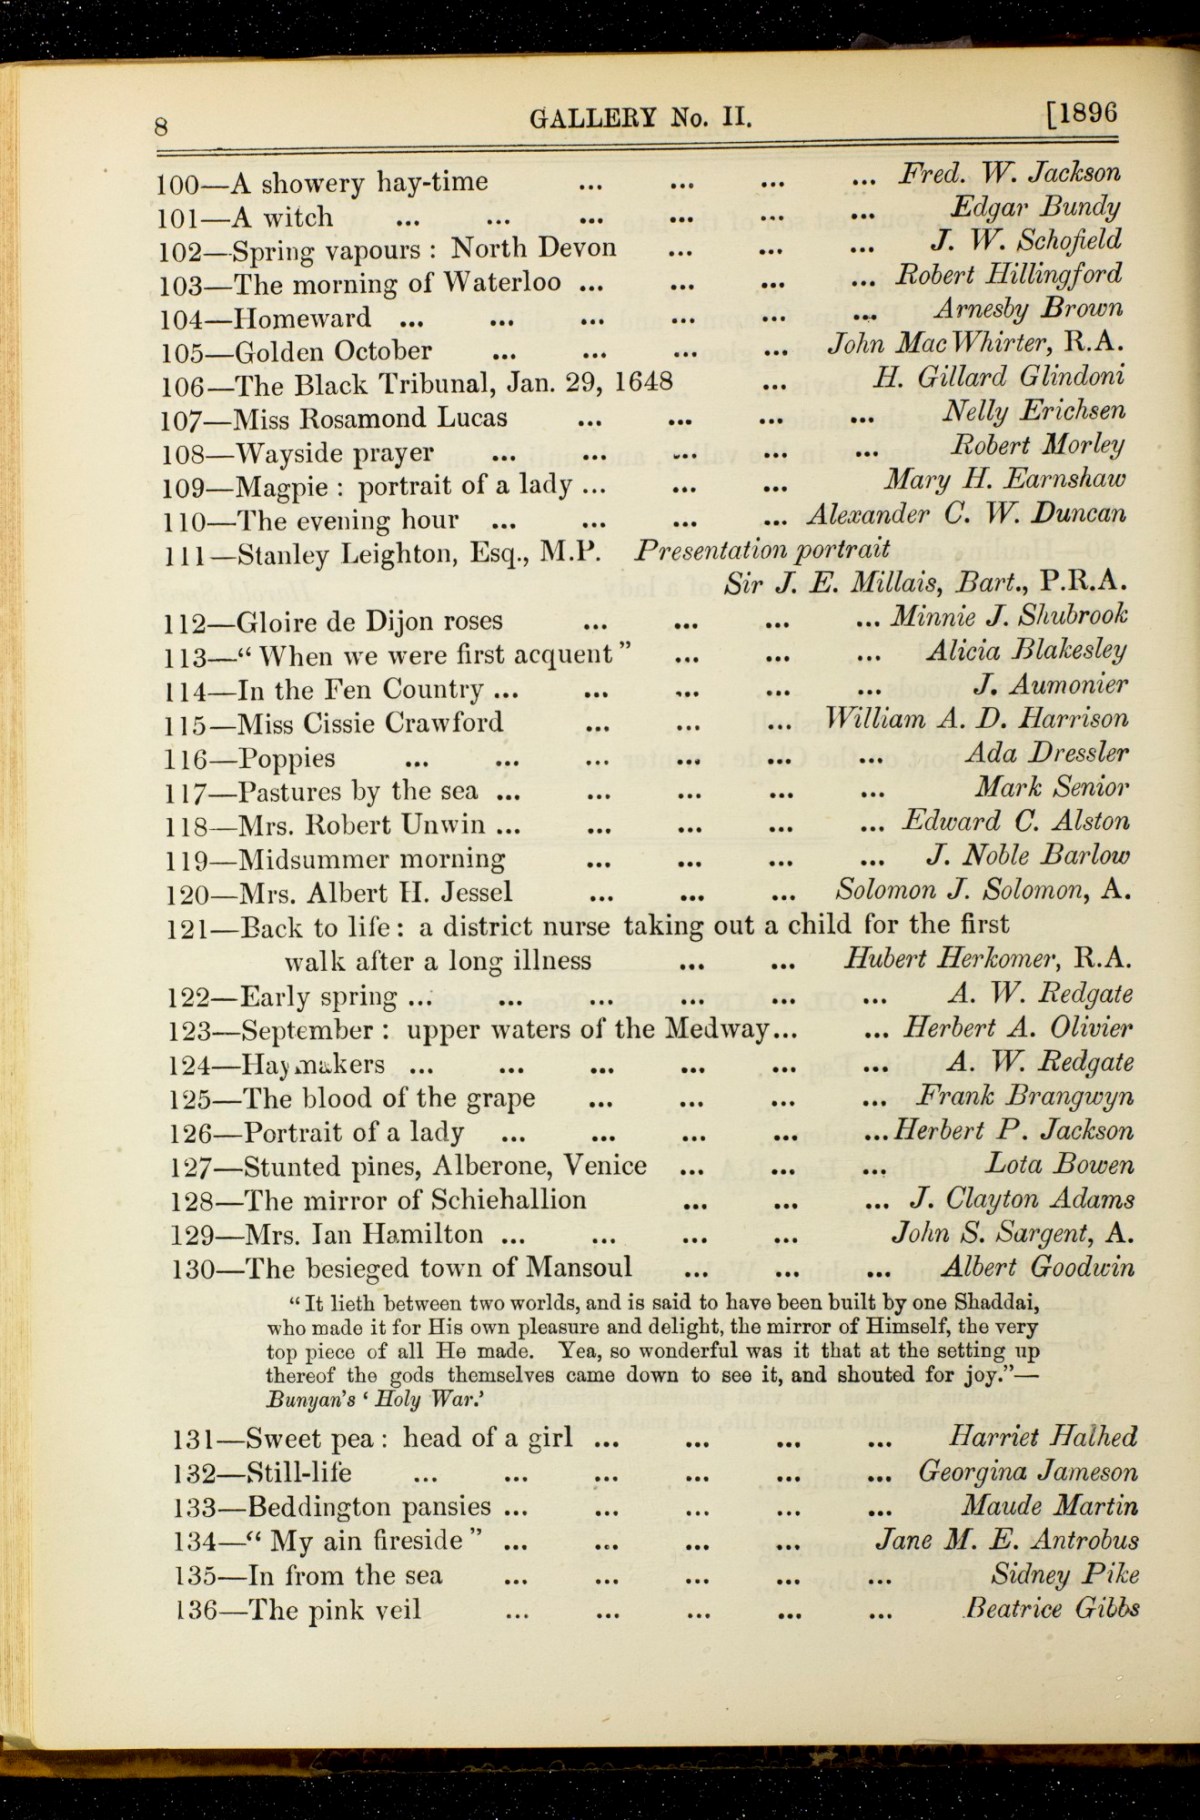 8 GALLERY No. II. [1896
100—A showery hay-time ... ... ... ... Fred. W. Jackson
101—A witch ... ... ... ... ... ... Edgar Bundy
102—Spring vapours : North Devon ... ... ... J. W. Schofield
103—The morning of Waterloo ... ... ... ... Robert Hillingford
104—Homeward ... ... ... ... ... ... Arnesby Brown
105—Golden October ... ... ... ... John MacWhirter, R.A.
106—The Black Tribunal, Jan. 29, 1648 ... H. Gillard Glindoni
107—Miss Rosamond Lucas ... ... ... ... Nelly Erichsen
108—Wayside prayer ... ... ... ... ... Robert Morley
109—Magpie : portrait of a lady ... ... ... Mary H. Earnshaw
110—The evening hour ... ... ... ... Alexander C. W. Duncan
111—Stanley Leighton, Esq., M.P. Presentation portrait
Sir J. E. Millais, Bart., P.R.A.
112—Gloire de Dijon roses ... ... ... ... Minnie J. Shubrook
113—“ When we were first acquent ” ... ... ... Alicia Blakesley
114—In the Fen Country ... ... ... ... ... J. Aumonier
115—Miss Cissie Crawford ... ... ... William A. D. Harrison
116—Poppies ... ... ... ... ... ... Ada Dressler
117—Pastures by the sea ... ... ... ... ... Mark Senior
118—Mrs. Robert Unwin ... ... ... ... ... Edward C. Alston
119—Midsummer morning ... ... ... ... J. Noble Barlow
120—Mrs. Albert H. Jessel ... ... ... Solomon J. Solomon, A.
121—Back to life : a district nurse taking out a child for the first
walk after a long illness ... ... Hubert Herkomer, R.A.
122—Early spring ... ... ... ... ... ... A. W. Redgate
123—September : upper waters of the Medway... ... Herbert A. Olivier
124—Haymakers ... ... ... ... ... ... A. W. Redgate
125—The blood of the grape ... ... ... ... Frank Brangwyn
126—Portrait of a lady ... ... ... ... ... Herbert P. Jackson
127—Stunted pines, Alberone, Venice ... ... ... Lota Bowen
128—The mirror of Schiehallion ... ... ... J. Clayton Adams
129—Mrs. Ian Hamilton ... ... ... ... John S. Sargent, A.
130—The besieged town of Mansoul ... ... ... Albert Goodwin
“ It lieth between two worlds, and is said to have been built by one Shaddai,
who made it for His own pleasure and delight, the mirror of Himself, the very
top piece of all He made. Yea, so wonderful was it that at the setting up
thereof the gods themselves came down to see it, and shouted for joy.”—
Bunyan's ‘ Holy War.’
131—Sweet pea : head of a girl ... ... ... ... Harriet Halhed
132—Still-life ... ... ... ... ... ... Georgina Jameson
133—Beddington pansies ... ... ... ... ... Maude Martin
134—“ My ain fireside ” ... ... ... ... Jane M. E. Antrobus
135—In from the sea ... ... ... ... ... Sidney Pike
136—The pink veil ... ... ... ... ... Beatrice Gibbs